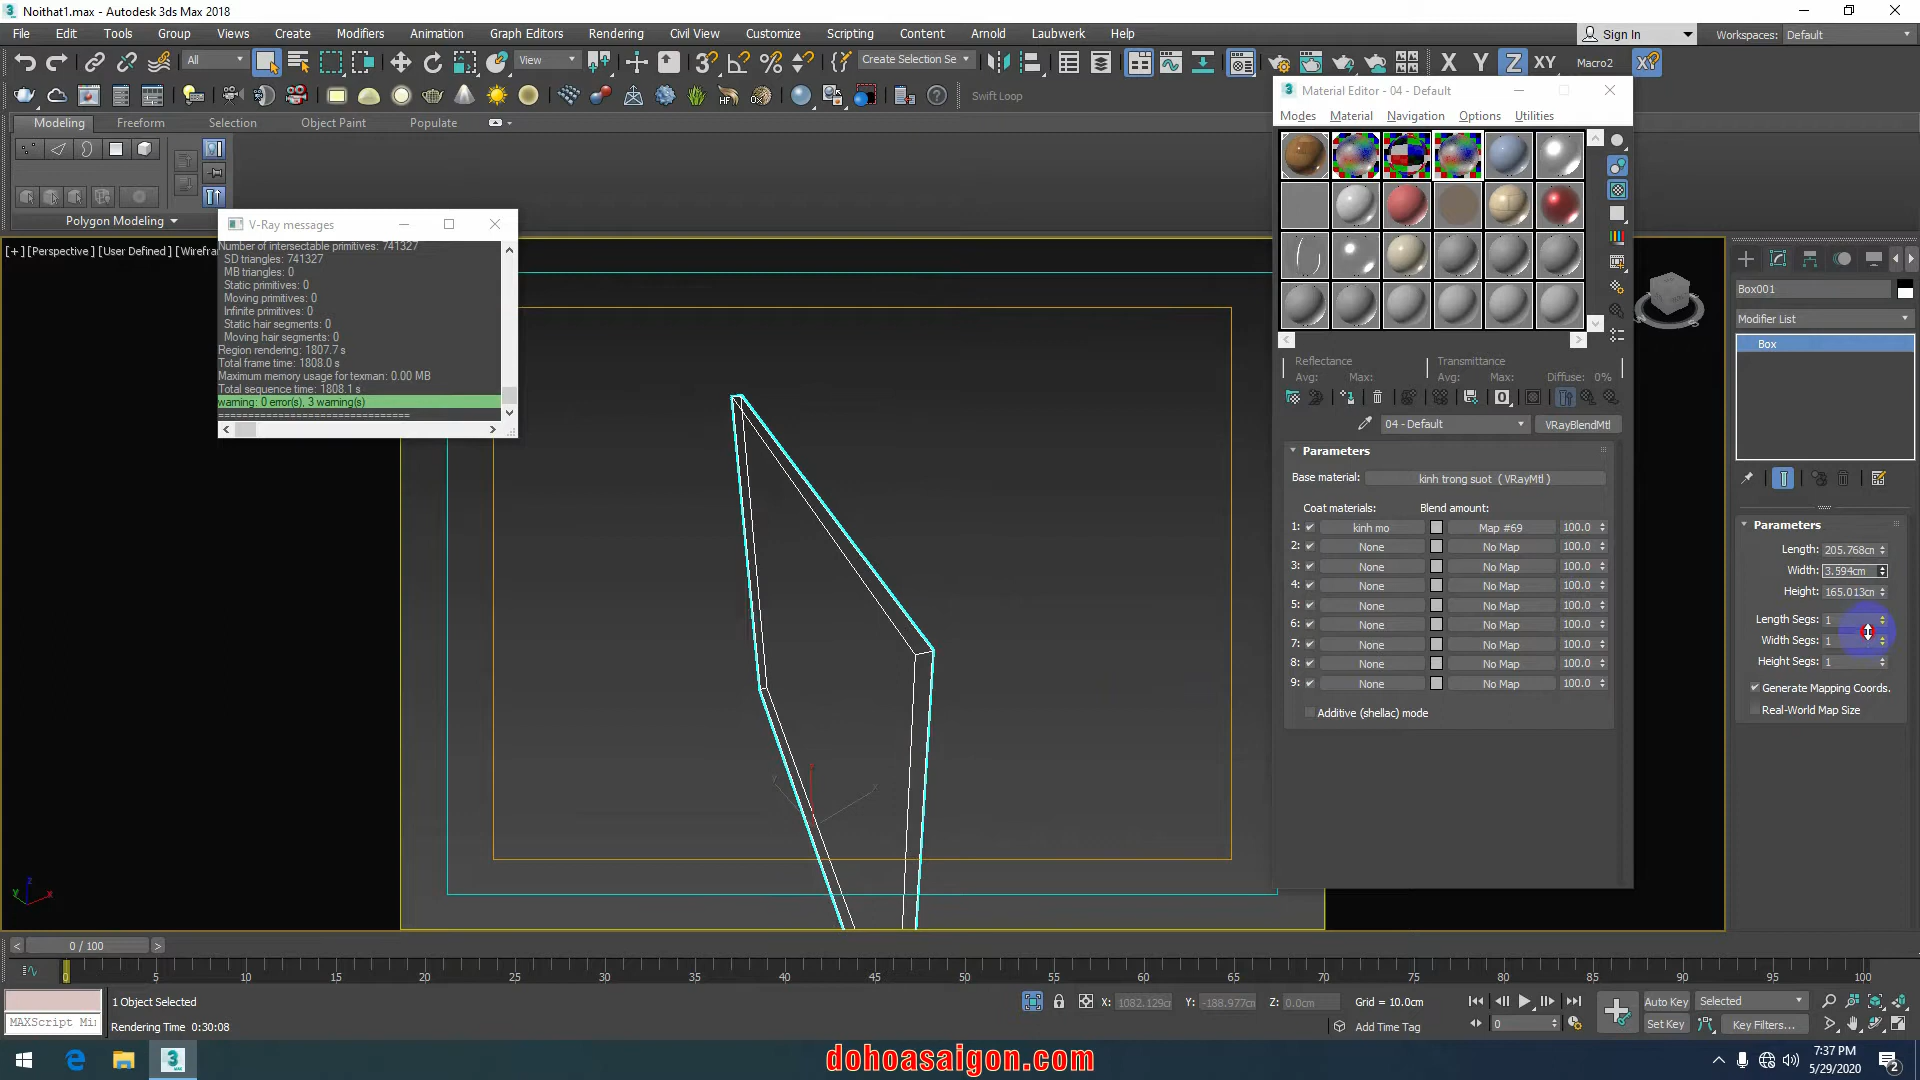 Noithat1.max - Autodesk 3ds Max 2018
File Edit Tools Group Views Create Modifiers Animation Graph Editors Rendering Civil View Customize Scripting Content Arnold Laubwerk Help
Sign In Workspaces: Default
All View Create Selection Se X Y Z XY Macro2
Swift Loop
Modeling Freeform Selection Object Paint Populate
Polygon Modeling
[+] [Perspective ] [User Defined ] [Wirefra
V-Ray messages
Number of intersectable primitives: 741327
SD triangles: 741327
MB triangles: 0
Static primitives: 0
Moving primitives: 0
Infinite primitives: 0
Static hair segments: 0
Moving hair segments: 0
Region rendering: 1807.7 s
Total frame time: 1808.0 s
Maximum memory usage for texman: 0.00 MB
Total sequence time: 1808.1 s
warning: 0 error(s), 3 warning(s)
================================
Material Editor - 04 - Default
Modes Material Navigation Options Utilities
Reflectance Transmittance
Avg: Max: Avg: Max: Diffuse: 0%
04 - Default VRayBlendMtl
Parameters
Base material: kinh trong suot ( VRayMtl )
Coat materials: Blend amount:
1: kinh mo Map #69 100.0
2: None No Map 100.0
3: None No Map 100.0
4: None No Map 100.0
5: None No Map 100.0
6: None No Map 100.0
7: None No Map 100.0
8: None No Map 100.0
9: None No Map 100.0
Additive (shellac) mode
Box001
Modifier List
Box
Parameters
Length: 205.768cm
Width: 3.594cm
Height: 165.013cm
Length Segs: 1
Width Segs: 1
Height Segs: 1
Generate Mapping Coords.
Real-World Map Size
0 / 100
0 5 10 15 20 25 30 35 40 45 50 55 60 65 70 75 80 85 90 95 100
1 Object Selected
X: 1082.129cm Y: -188.977cm Z: 0.0cm Grid = 10.0cm
Auto Key Selected
MAXScript Mi
Rendering Time 0:30:08
Add Time Tag
0
Set Key Key Filters...
dohoasaigon.com
7:37 PM
5/29/2020
2